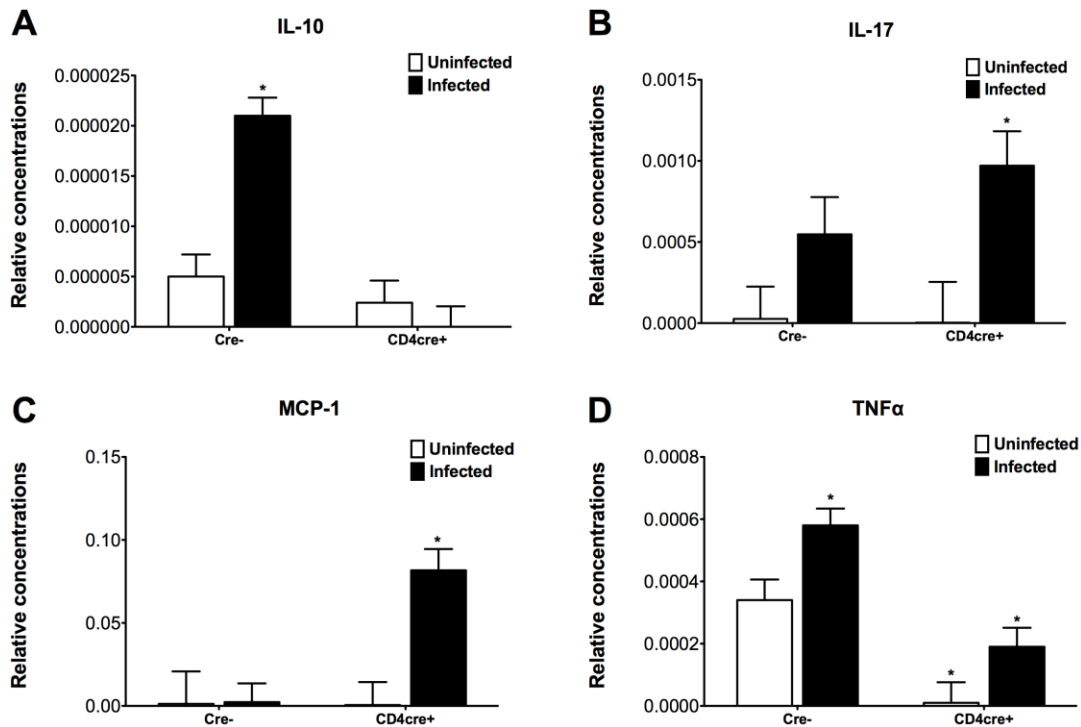 A
IL-10
Uninfected
Infected
Relative concentrations
0.000025
0.000020
0.000015
0.000010
0.000005
0.000000
*
Cre-
CD4cre+
B
IL-17
Uninfected
Infected
Relative concentrations
0.0015
0.0010
0.0005
0.0000
*
Cre-
CD4cre+
C
MCP-1
Uninfected
Infected
Relative concentrations
0.15
0.10
0.05
0.00
*
Cre-
CD4cre+
D
TNFα
Uninfected
Infected
Relative concentrations
0.0008
0.0006
0.0004
0.0002
0.0000
*
*
*
Cre-
CD4cre+